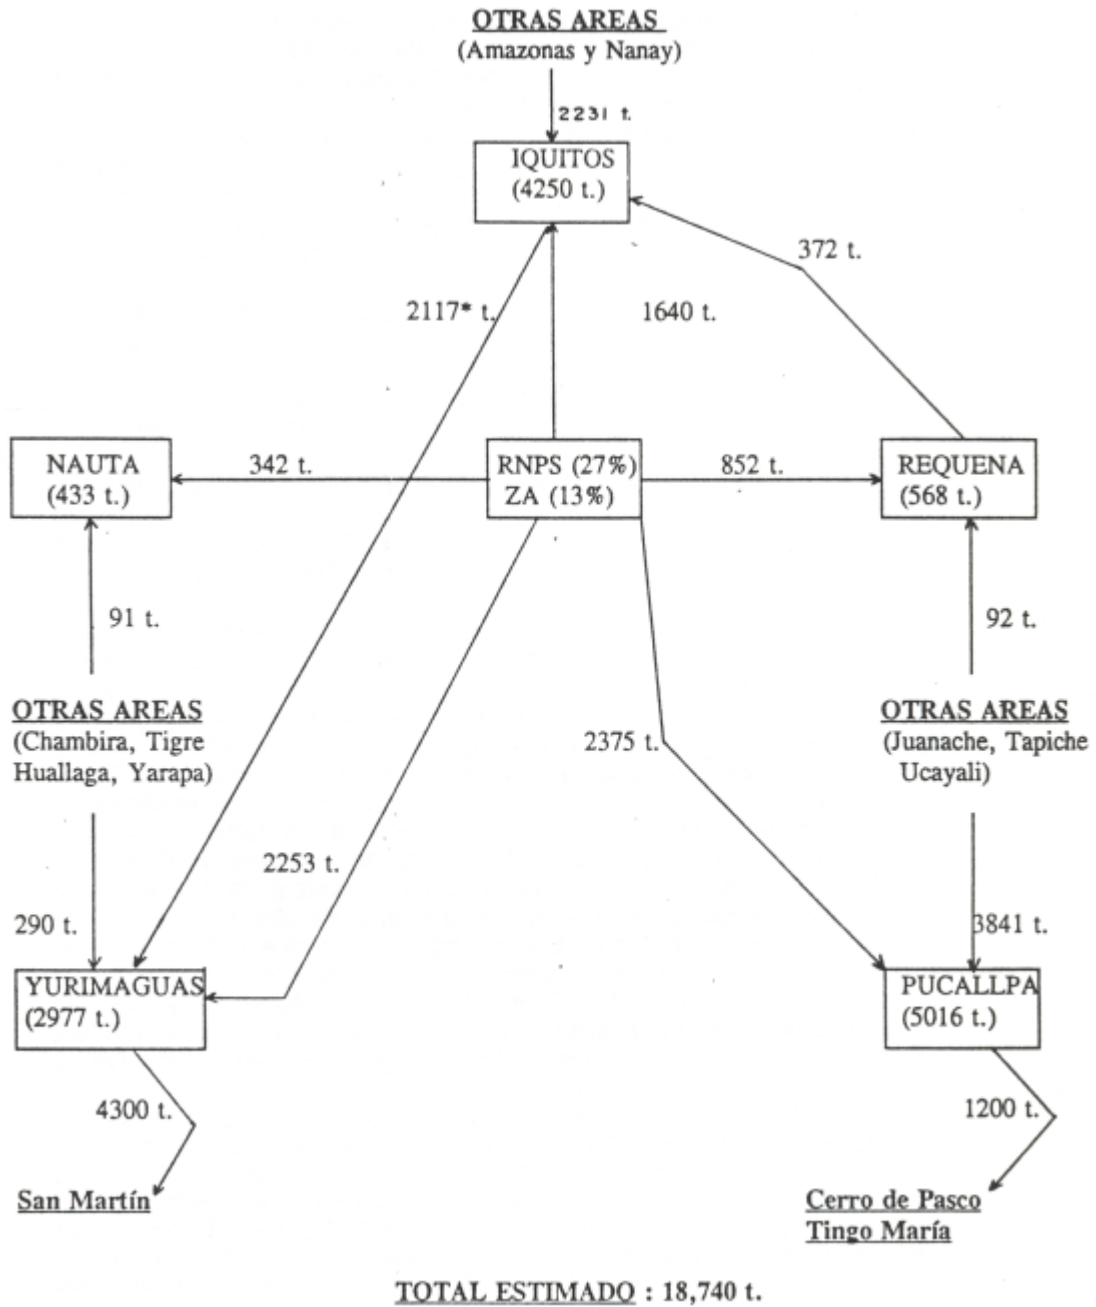 OTRAS AREAS
(Amazonas y Nanay)
2231 t.
IQUITOS
(4250 t.)
372 t.
2117* t.
1640 t.
NAUTA
(433 t.)
342 t.
RNPS (27%)
ZA (13%)
852 t.
REQUENA
(568 t.)
91 t.
92 t.
OTRAS AREAS
(Chambira, Tigre
Huallaga, Yarapa)
OTRAS AREAS
(Juanache, Tapiche
Ucayali)
2375 t.
2253 t.
290 t.
3841 t.
YURIMAGUAS
(2977 t.)
PUCALLPA
(5016 t.)
4300 t.
1200 t.
San Martín
Cerro de Pasco
Tingo María
TOTAL ESTIMADO : 18,740 t.